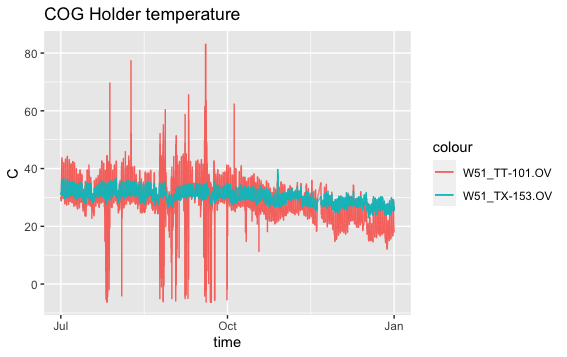 COG Holder temperature
80
60
40
20
0
C
Jul
Oct
Jan
time
colour
W51_TT-101.OV
W51_TX-153.OV